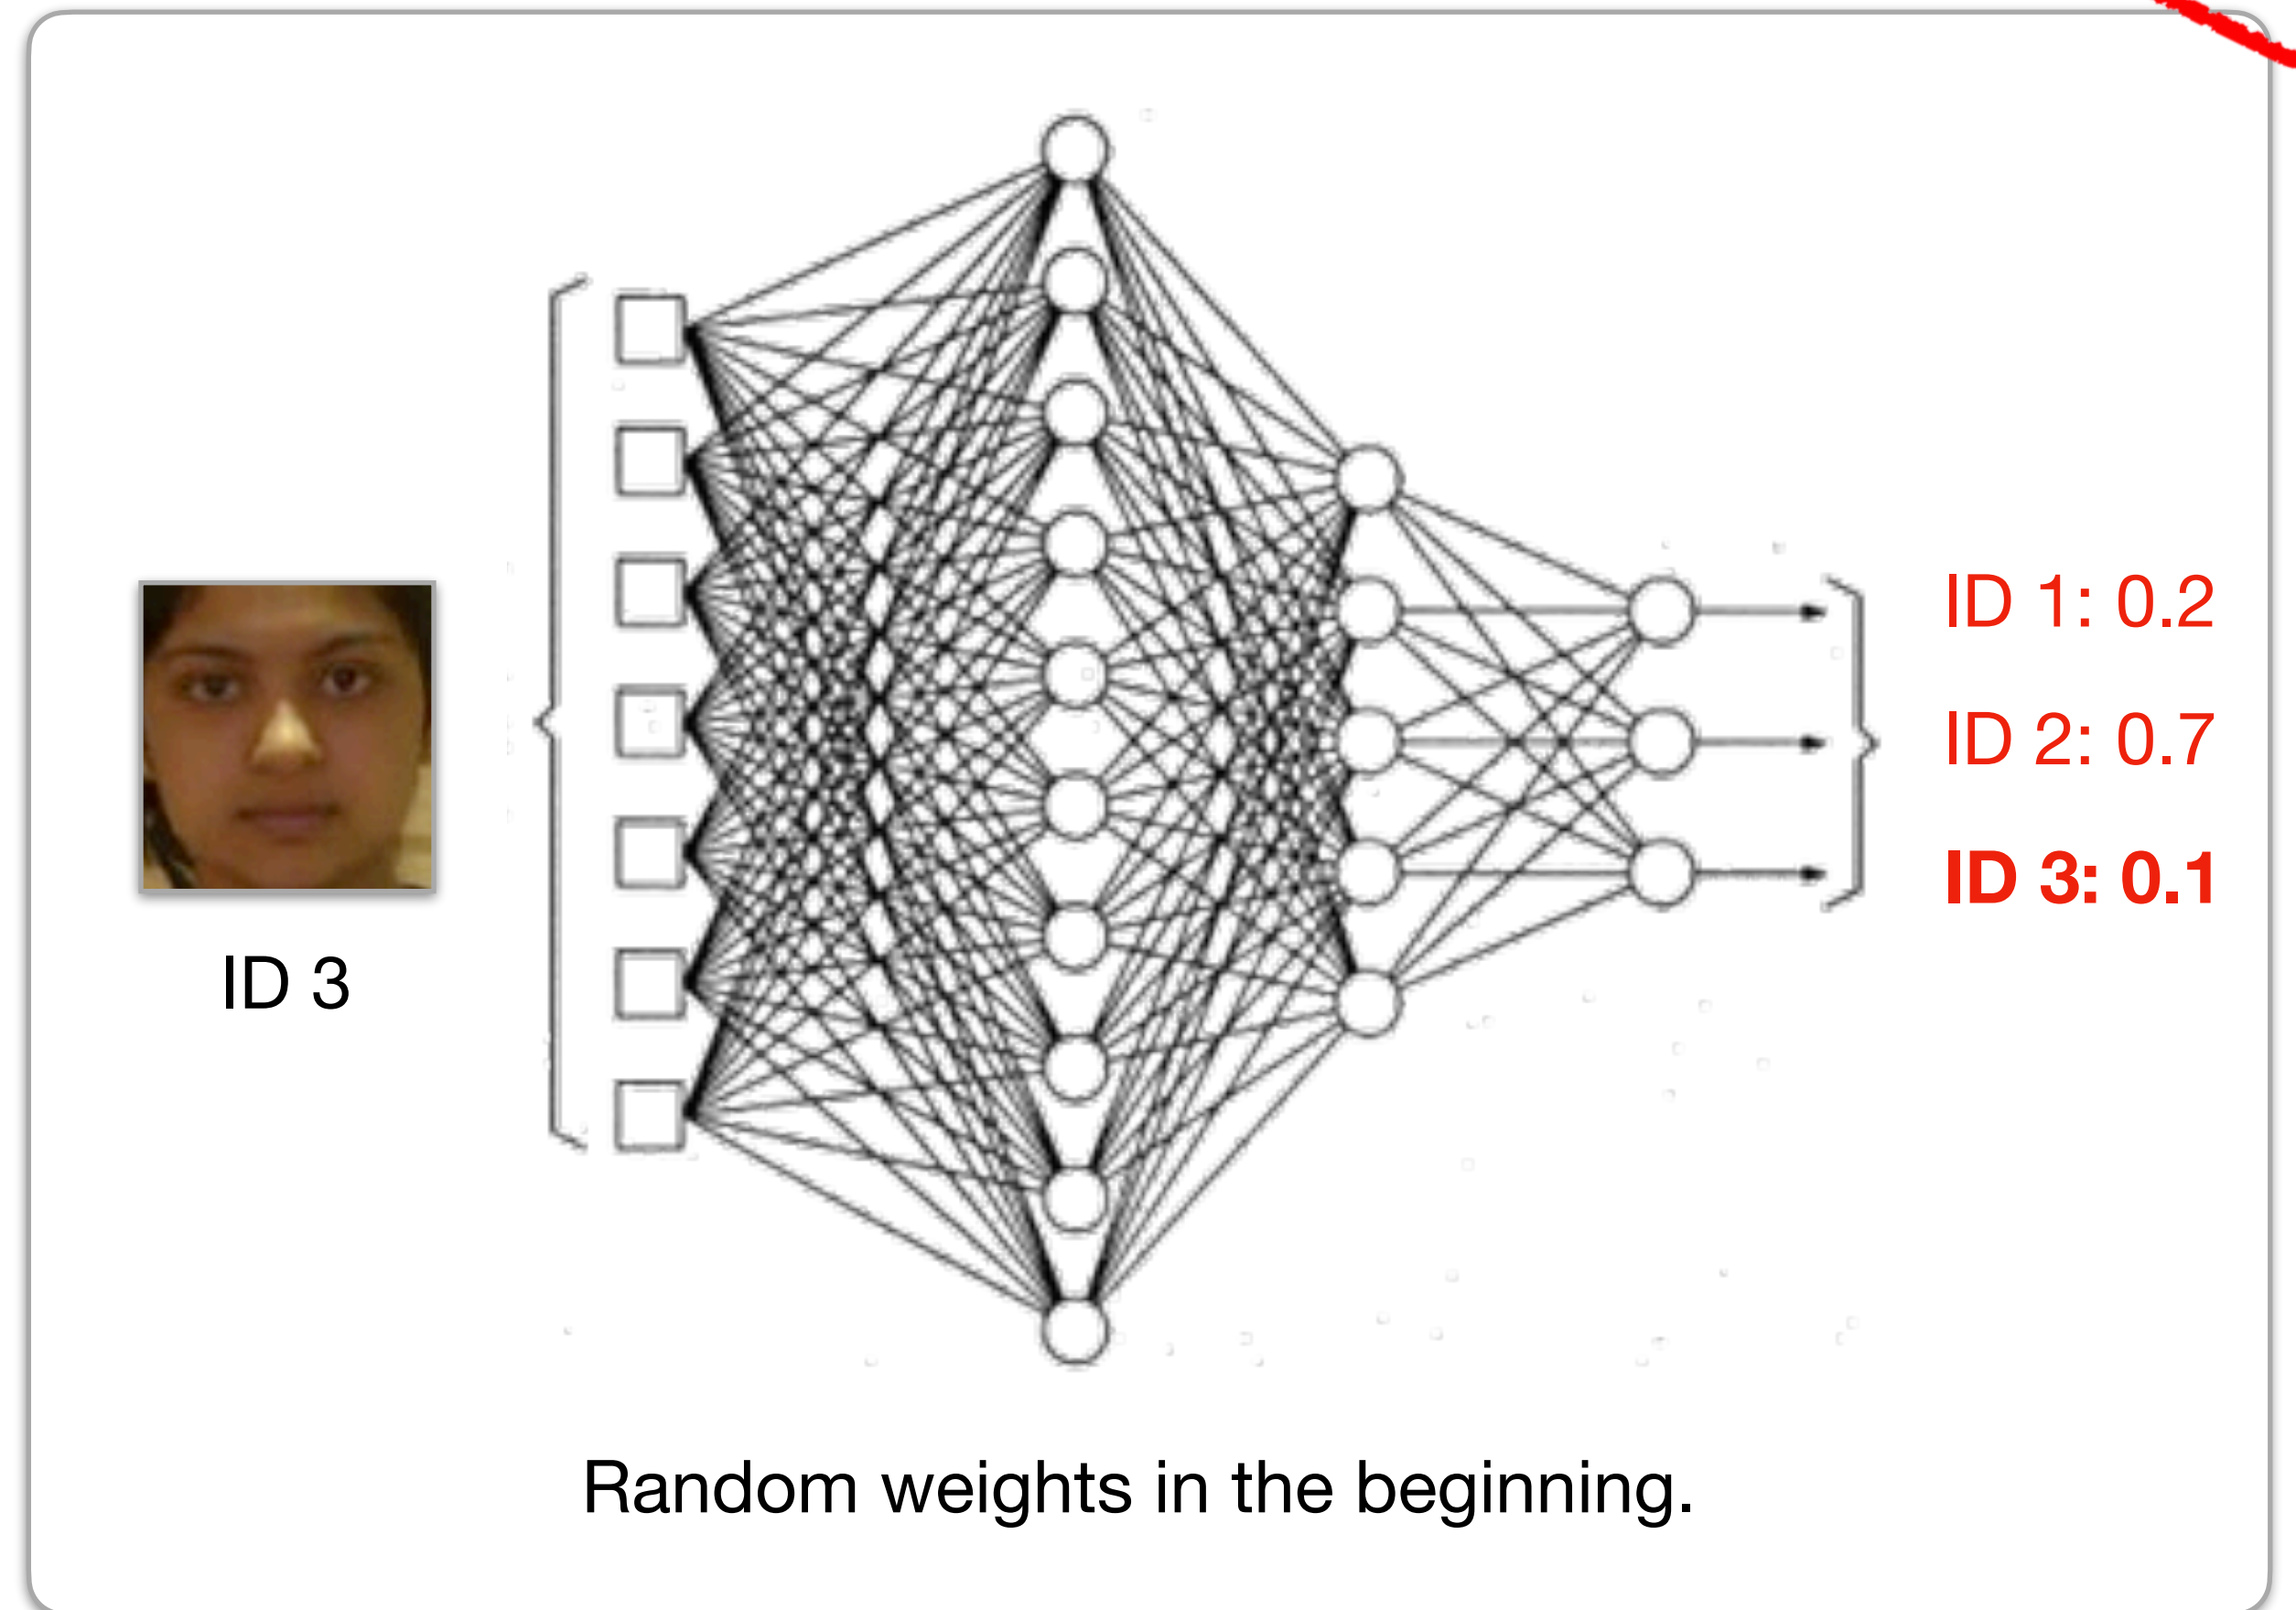 ID 1: 0.2
ID 2: 0.7
ID 3: 0.1
ID 3
Random weights in the beginning.